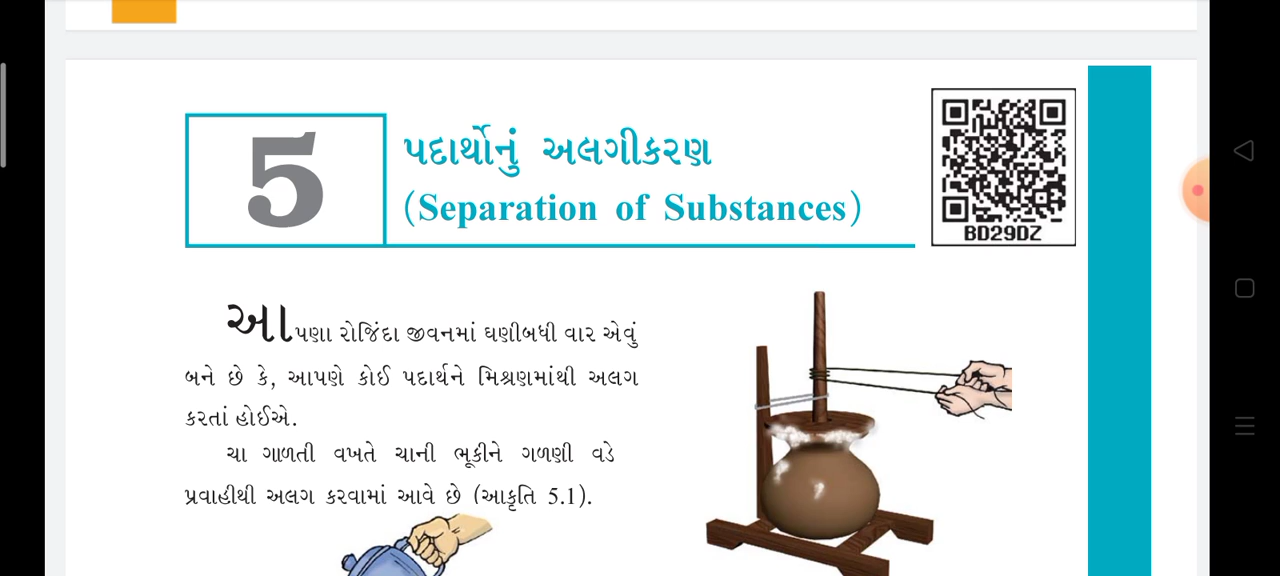 5
પદાર્થોનું અલગીકરણ
(Separation of Substances)
BD29DZ
આપણા રોજિંદા જીવનમાં ઘણીબધી વાર એવું
બને છે કે, આપણે કોઈ પદાર્થને મિશ્રણમાંથી અલગ
કરતાં હોઈએ.
ચા ગાળતી વખતે ચાની ભૂકીને ગળણી વડે
પ્રવાહીથી અલગ કરવામાં આવે છે (આકૃતિ 5.1).